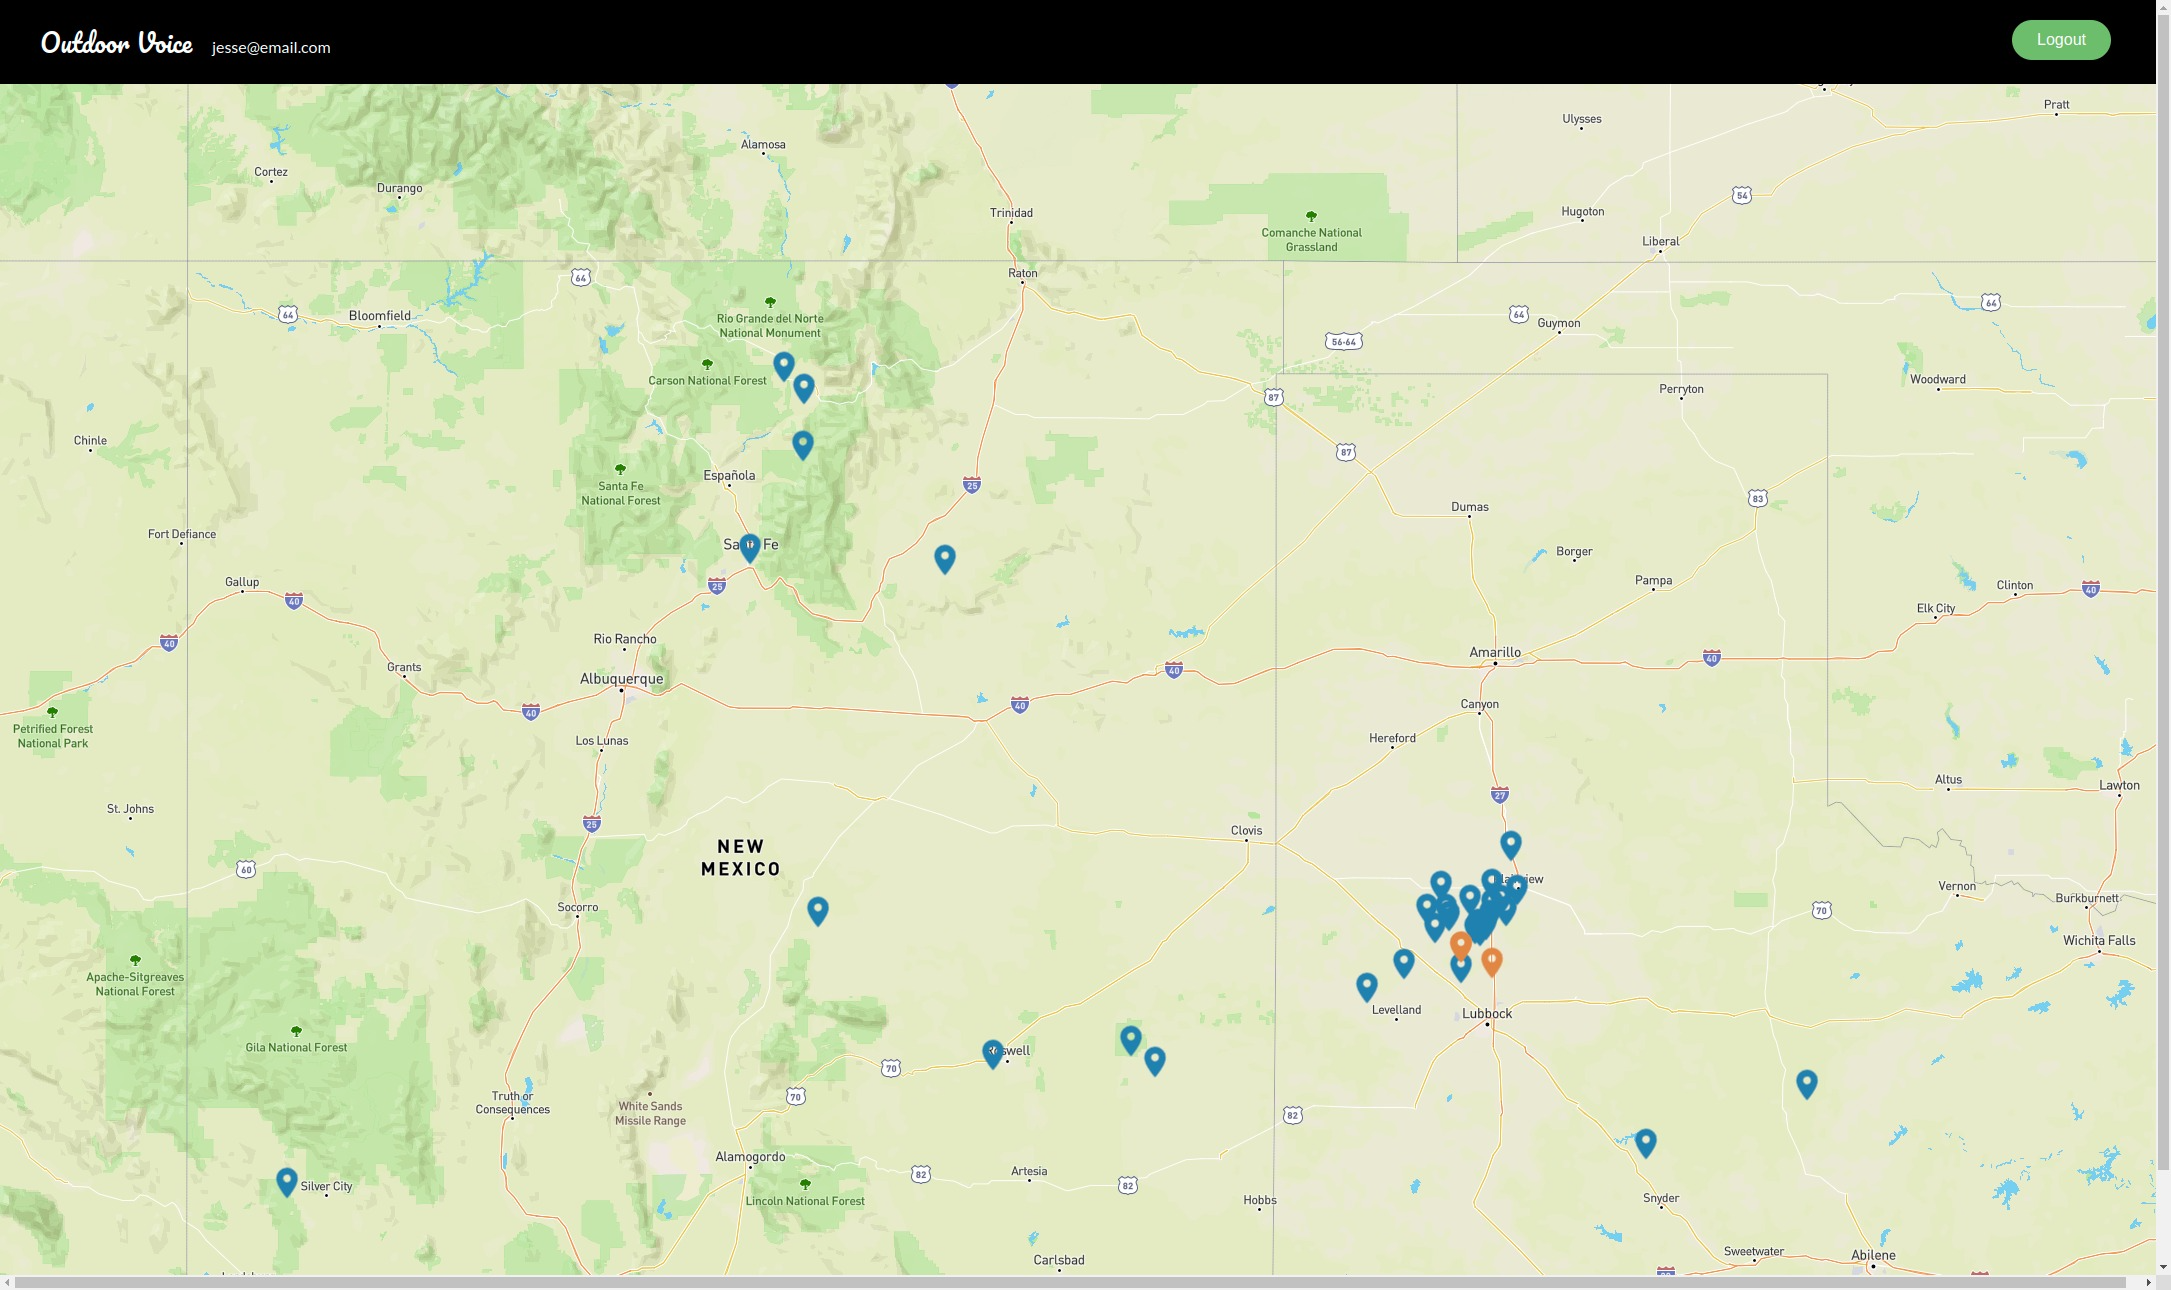 Outdoor Voice
jesse@email.com
Logout
Pratt
Ulysses
Alamosa
Cortez
Durango
54
Trinidad
Hugoton
Comanche National
Grassland
Liberal
64
Raton
64
Bloomfield
Rio Grande del Norte
National Monument
64
Guymon
64
56-64
Carson National Forest
Woodward
Perryton
87
Chinle
87
Española
Santa Fe
National Forest
25
83
Dumas
Fort Defiance
Santa Fe
Borger
Gallup
25
Pampa
Clinton
40
40
Elk City
40
Rio Rancho
Grants
Albuquerque
40
Amarillo
40
40
40
Canyon
Petrified Forest
National Park
Los Lunas
Hereford
27
Altus
Lawton
St. Johns
25
Clovis
NEW
MEXICO
60
Plainview
Vernon
Burkburnett
Socorro
70
Wichita Falls
Apache-Sitgreaves
National Forest
Levelland
Lubbock
Gila National Forest
Roswell
70
Truth or
Consequences
White Sands
Missile Range
70
82
Alamogordo
82
Artesia
82
Silver City
Lincoln National Forest
Hobbs
Snyder
Carlsbad
Sweetwater
Abilene